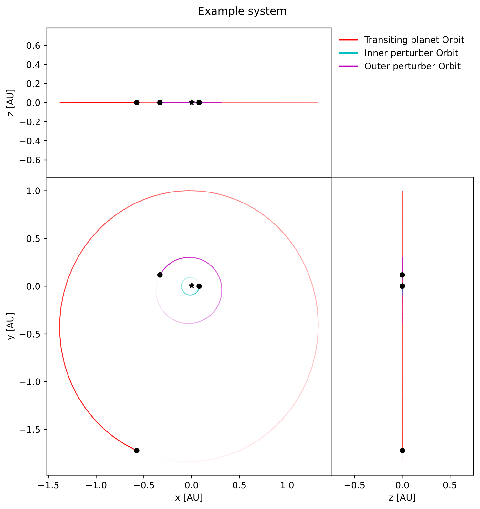 Example system
Transiting planet Orbit
Inner perturber Orbit
Outer perturber Orbit
z [AU]
0.6
0.4
0.2
0.0
−0.2
−0.4
−0.6
y [AU]
1.0
0.5
0.0
−0.5
−1.0
−1.5
−1.5 −1.0 −0.5 0.0 0.5 1.0
x [AU]
−0.5 0.0 0.5
z [AU]